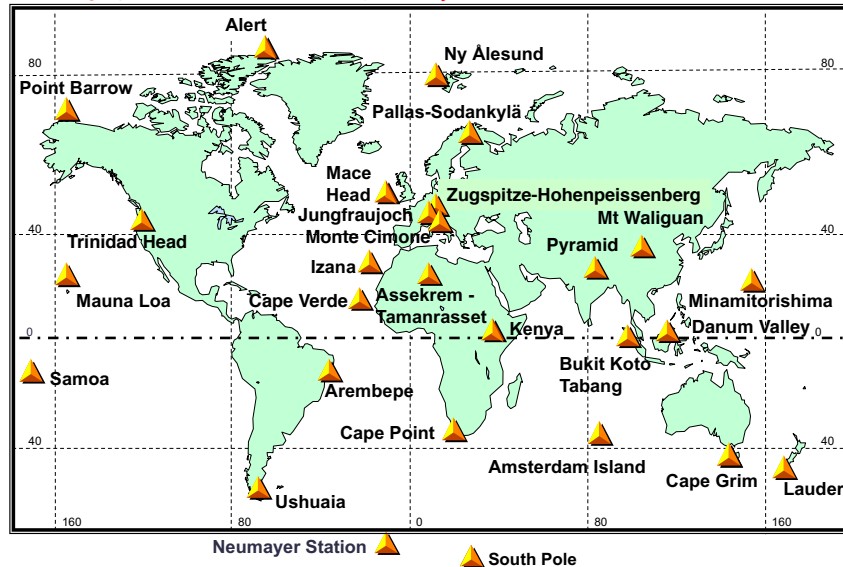 Alert
80
Ny Ålesund
80
Point Barrow
Pallas-Sodankylä
Mace
Head
Zugspitze-Hohenpeissenberg
Jungfraujoch
Mt Waliguan
40
Trinidad Head
Monte Cimone
Pyramid
40
Izana
Mauna Loa
Cape Verde
Assekrem -
Tamanrasset
Minamitorishima
Kenya
Danum Valley
0
0
Bukit Koto
Tabang
Samoa
Arembepe
Cape Point
40
Amsterdam Island
Cape Grim
40
Lauder
Ushuaia
160
80
0
80
160
Neumayer Station
South Pole